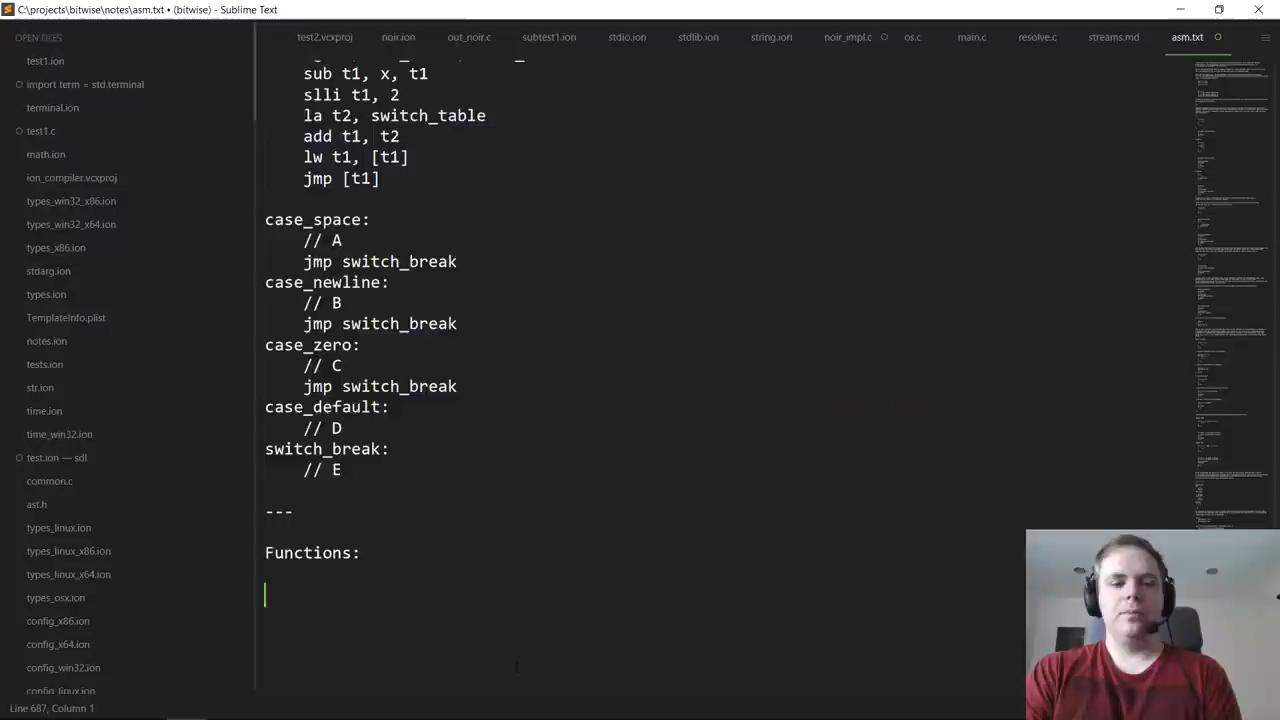 C:\projects\bitwise\notes\asm.txt • (bitwise) - Sublime Text
OPEN FILES
test1.ion
import term = std.terminal
terminal.ion
test1.c
math.ion
ion_compiler.vcxproj
types_win32_x86.ion
types_win32_x64.ion
types_x86.ion
stdarg.ion
types.ion
TemplateInfo.plist
notes.ion
tests.ion
str.ion
time.ion
time_win32.ion
test.ion — sdl
common.c
ast.h
types_linux.ion
types_linux_x86.ion
types_linux_x64.ion
types_osx.ion
config_x86.ion
config_x64.ion
config_win32.ion
config_linux.ion
test2.vcxproj
noir.ion
out_noir.c
subtest1.ion
stdio.ion
stdlib.ion
string.ion
noir_impl.c
os.c
main.c
resolve.c
streams.md
asm.txt
sub t1, x, t1
slli t1, 2
la t2, switch_table
add t1, t2
lw t1, [t1]
jmp [t1]
case_space:
// A
jmp switch_break
case_newline:
// B
jmp switch_break
case_zero:
// C
jmp switch_break
case_default:
// D
switch_break:
// E
---
Functions:
Line 687, Column 1